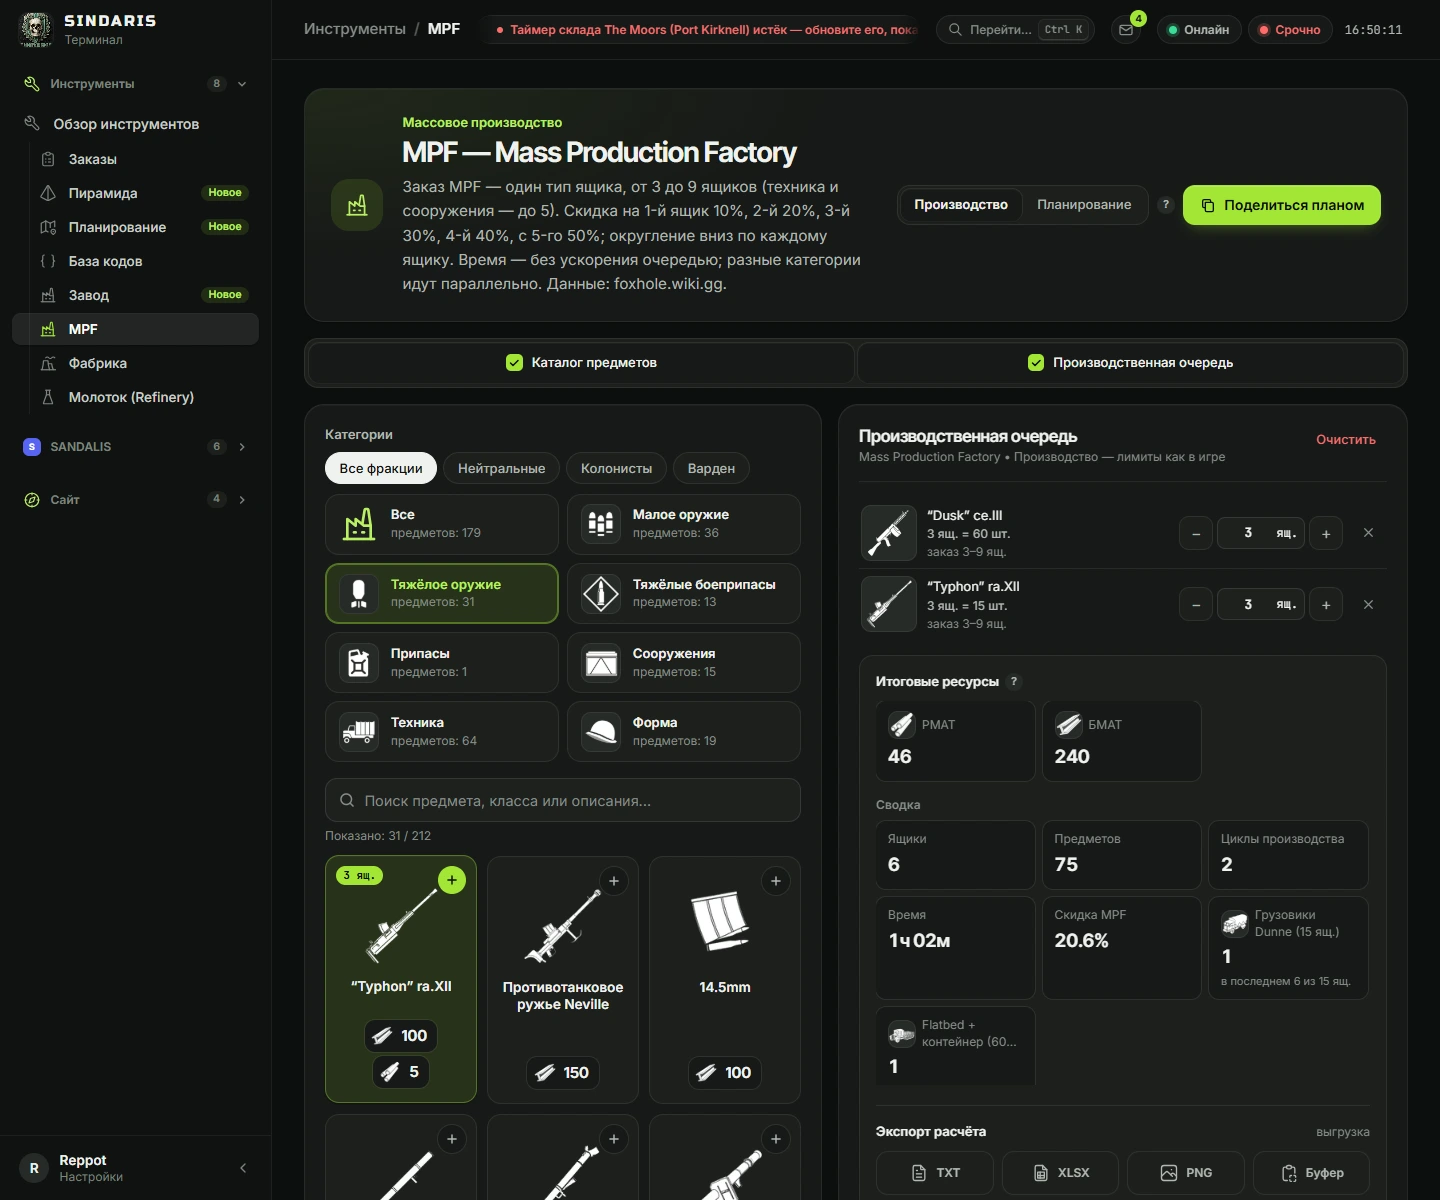 SINDARIS
Терминал
Инструменты
8
Обзор инструментов
Заказы
Пирамида
Новое
Планирование
Новое
База кодов
Завод
Новое
MPF
Фабрика
Молоток (Refinery)
S
SANDALIS
6
Сайт
4
R
Reppot
Настройки
Инструменты / MPF
Таймер склада The Moors (Port Kirknell) истёк — обновите его, пока
Перейти...
Ctrl K
4
Онлайн
Срочно
16:50:11
Массовое производство
MPF — Mass Production Factory
Заказ MPF — один тип ящика, от 3 до 9 ящиков (техника и
сооружения — до 5). Скидка на 1-й ящик 10%, 2-й 20%, 3-й
30%, 4-й 40%, с 5-го 50%; округление вниз по каждому
ящику. Время — без ускорения очередью; разные категории
идут параллельно. Данные: foxhole.wiki.gg.
Производство
Планирование
?
Поделиться планом
Каталог предметов
Производственная очередь
Категории
Все фракции
Нейтральные
Колонисты
Варден
Все
предметов: 179
Малое оружие
предметов: 36
Тяжёлое оружие
предметов: 31
Тяжёлые боеприпасы
предметов: 13
Припасы
предметов: 1
Сооружения
предметов: 15
Техника
предметов: 64
Форма
предметов: 19
Поиск предмета, класса или описания...
Показано: 31 / 212
3 ящ.
+
“Typhon” ra.XII
100
5
+
Противотанковое
ружье Neville
150
+
14.5mm
100
+
+
+
Производственная очередь
Mass Production Factory • Производство — лимиты как в игре
Очистить
“Dusk” ce.III
3 ящ. = 60 шт.
заказ 3–9 ящ.
−
3 ящ.
+
×
“Typhon” ra.XII
3 ящ. = 15 шт.
заказ 3–9 ящ.
−
3 ящ.
+
×
Итоговые ресурсы
?
РМАТ
46
БМАТ
240
Сводка
Ящики
6
Предметов
75
Циклы производства
2
Время
1 ч 02м
Скидка MPF
20.6%
Грузовики
Dunne (15 ящ.)
1
в последнем 6 из 15 ящ.
Flatbed +
контейнер (60...
1
Экспорт расчёта
выгрузка
TXT
XLSX
PNG
Буфер